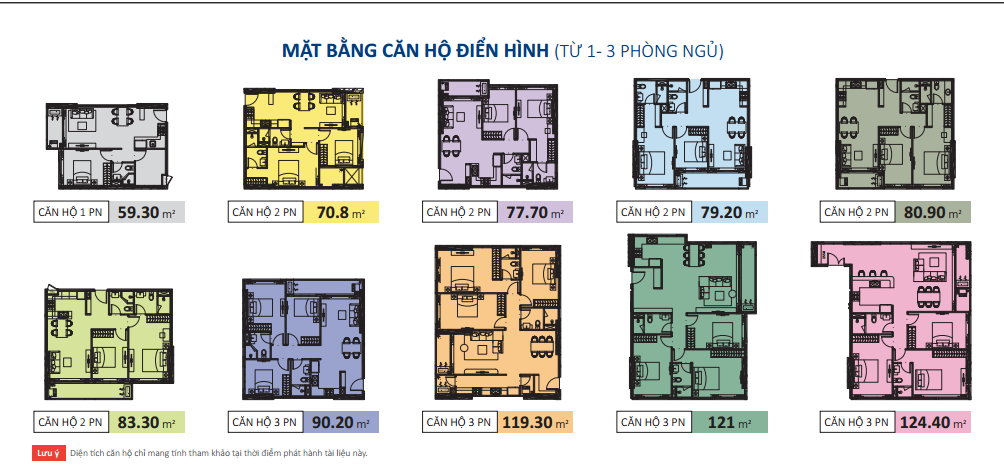 MẶT BẰNG CĂN HỘ ĐIỂN HÌNH (TỪ 1- 3 PHÒNG NGỦ)
CĂN HỘ 1 PN 59.30 m²
CĂN HỘ 2 PN 70.8 m²
CĂN HỘ 2 PN 77.70 m²
CĂN HỘ 2 PN 79.20 m²
CĂN HỘ 2 PN 80.90 m²
CĂN HỘ 2 PN 83.30 m²
CĂN HỘ 3 PN 90.20 m²
CĂN HỘ 3 PN 119.30 m²
CĂN HỘ 3 PN 121 m²
CĂN HỘ 3 PN 124.40 m²
Lưu ý Diện tích căn hộ chỉ mang tính tham khảo tại thời điểm phát hành tài liệu này.